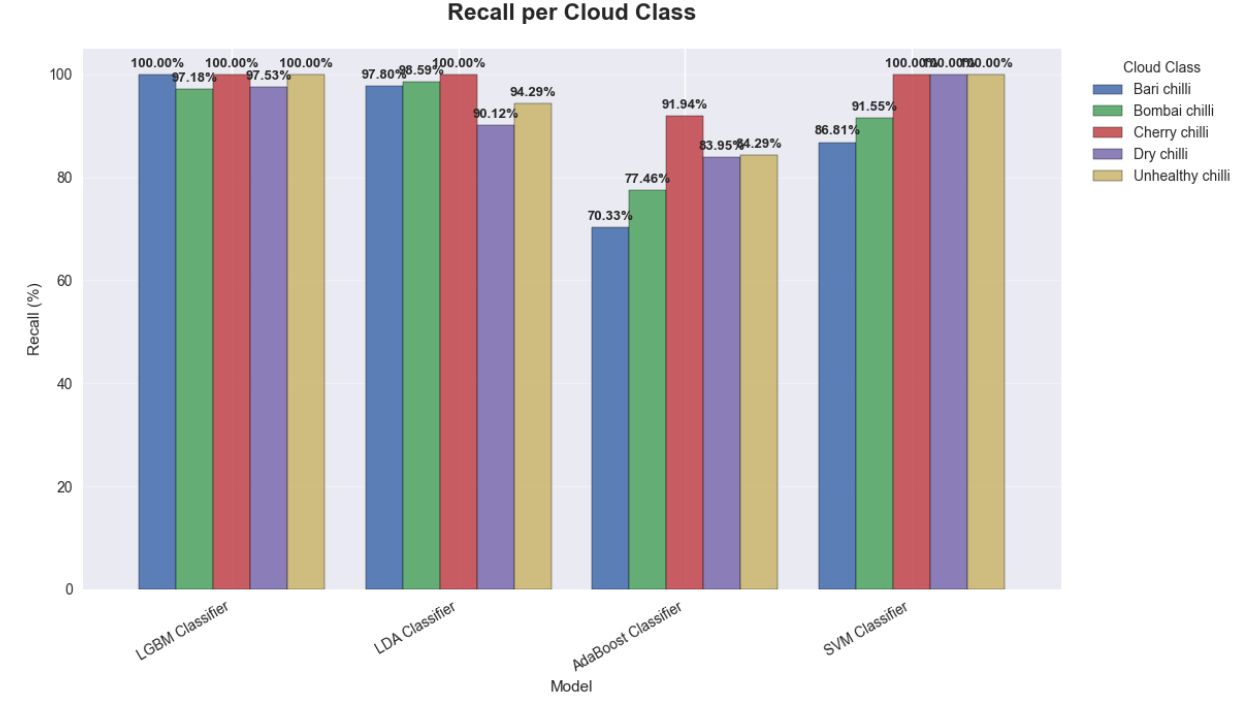 Recall per Cloud Class
100.00% 97.18% 100.00% 97.53% 100.00%
97.80% 98.59% 100.00% 90.12% 94.29%
70.33% 77.46% 91.94% 83.95% 84.29%
86.81% 91.55% 100.00% 100.00% 100.00%
Cloud Class
Bari chilli
Bombai chilli
Cherry chilli
Dry chilli
Unhealthy chilli
Recall (%)
100
80
60
40
20
0
LGBM Classifier
LDA Classifier
AdaBoost Classifier
SVM Classifier
Model